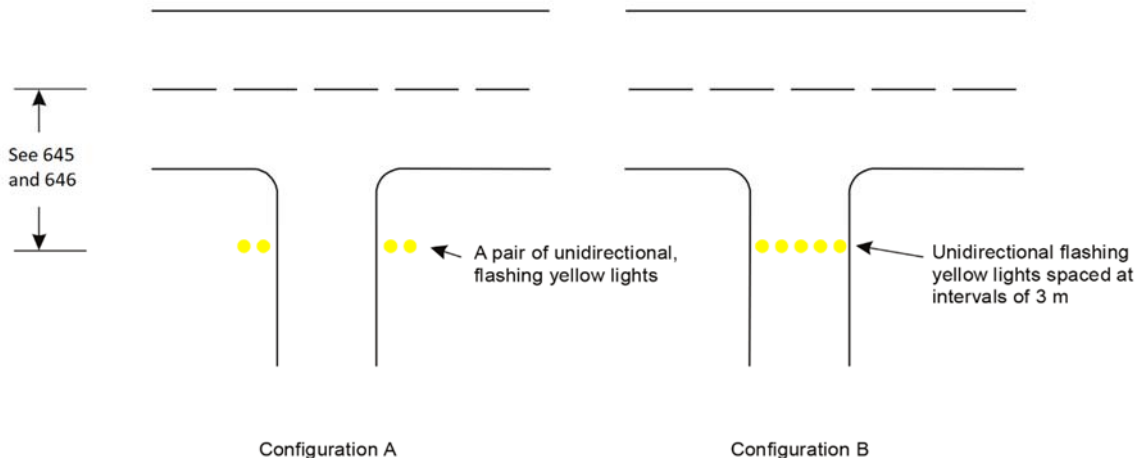 See 645
and 646
A pair of unidirectional,
flashing yellow lights
Unidirectional flashing
yellow lights spaced at
intervals of 3 m
Configuration A
Configuration B